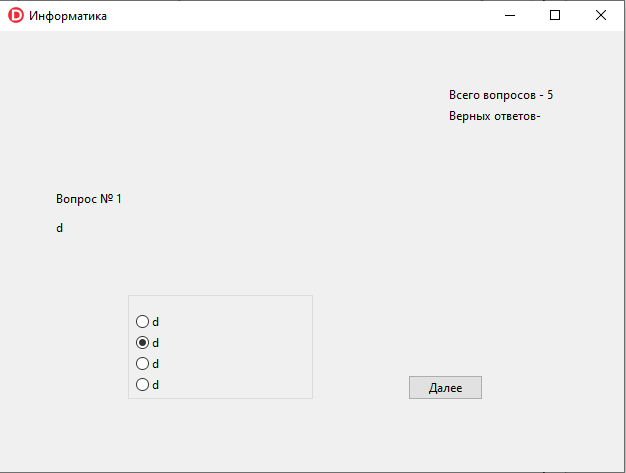 Информатика
Всего вопросов - 5
Верных ответов-
Вопрос № 1
d
d
d
d
d
Далее